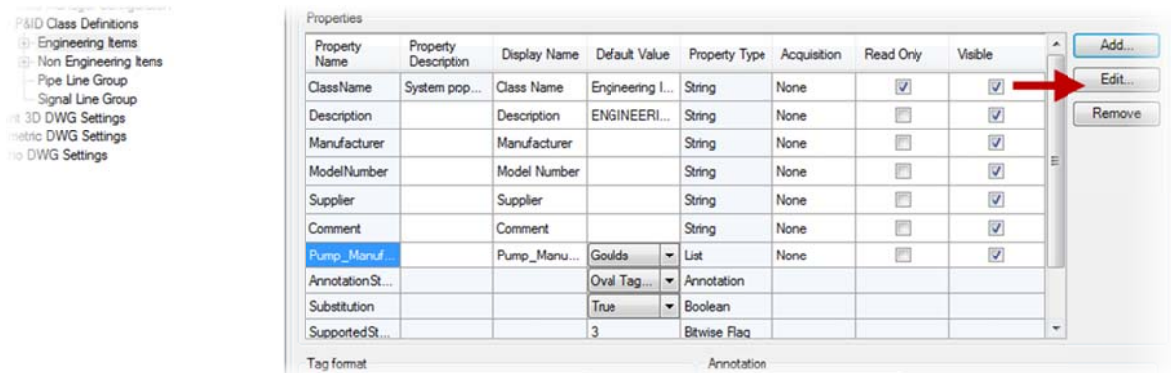 P&ID Class Definitions
Engineering Items
Non Engineering Items
Pipe Line Group
Signal Line Group
3D DWG Settings
DWG Settings
DWG Settings
Properties
Property Name Property Description Display Name Default Value Property Type Acquisition Read Only Visible
ClassName System pop... Class Name Engineering I... String None
Description Description ENGINEERI... String None
Manufacturer Manufacturer String None
ModelNumber Model Number String None
Supplier Supplier String None
Comment Comment String None
Pump_Manuf... Pump_Manu... Goulds List None
AnnotationSt... Oval Tag... Annotation
Substitution True Boolean
SupportedSt... 3 Bitwise Flag
Add...
Edit...
Remove
Tag format Annotation